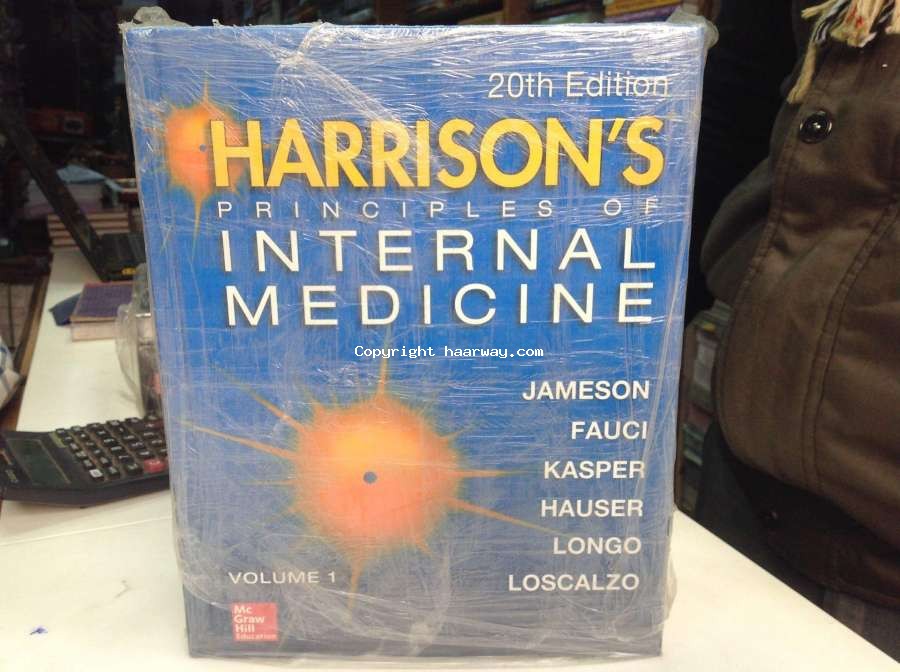 20th Edition
HARRISON'S
PRINCIPLES OF
INTERNAL
MEDICINE
Copyright haarway.com
JAMESON
FAUCI
KASPER
HAUSER
LONGO
LOSCALZO
VOLUME 1
Mc
Graw
Hill
Education